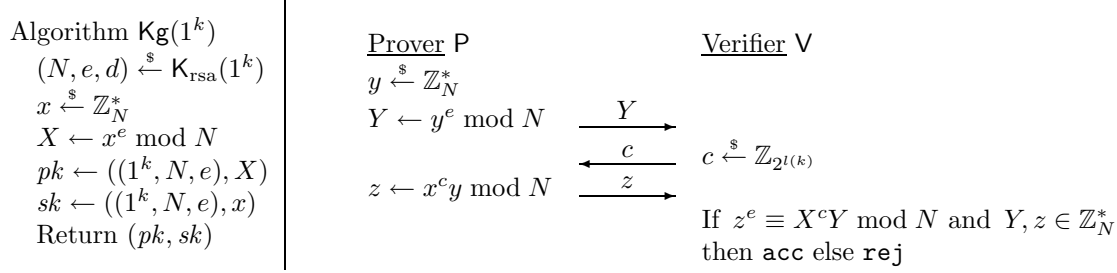 Algorithm Kg(1^k)
(N, e, d) ←$ K_rsa(1^k)
x ←$ ℤ*_N
X ← x^e mod N
pk ← ((1^k, N, e), X)
sk ← ((1^k, N, e), x)
Return (pk, sk)
Prover P
Verifier V
y ←$ ℤ*_N
Y ← y^e mod N
Y
c
c ←$ ℤ_{2^{l(k)}}
z ← x^c y mod N
z
If z^e ≡ X^c Y mod N and Y, z ∈ ℤ*_N
then acc else rej